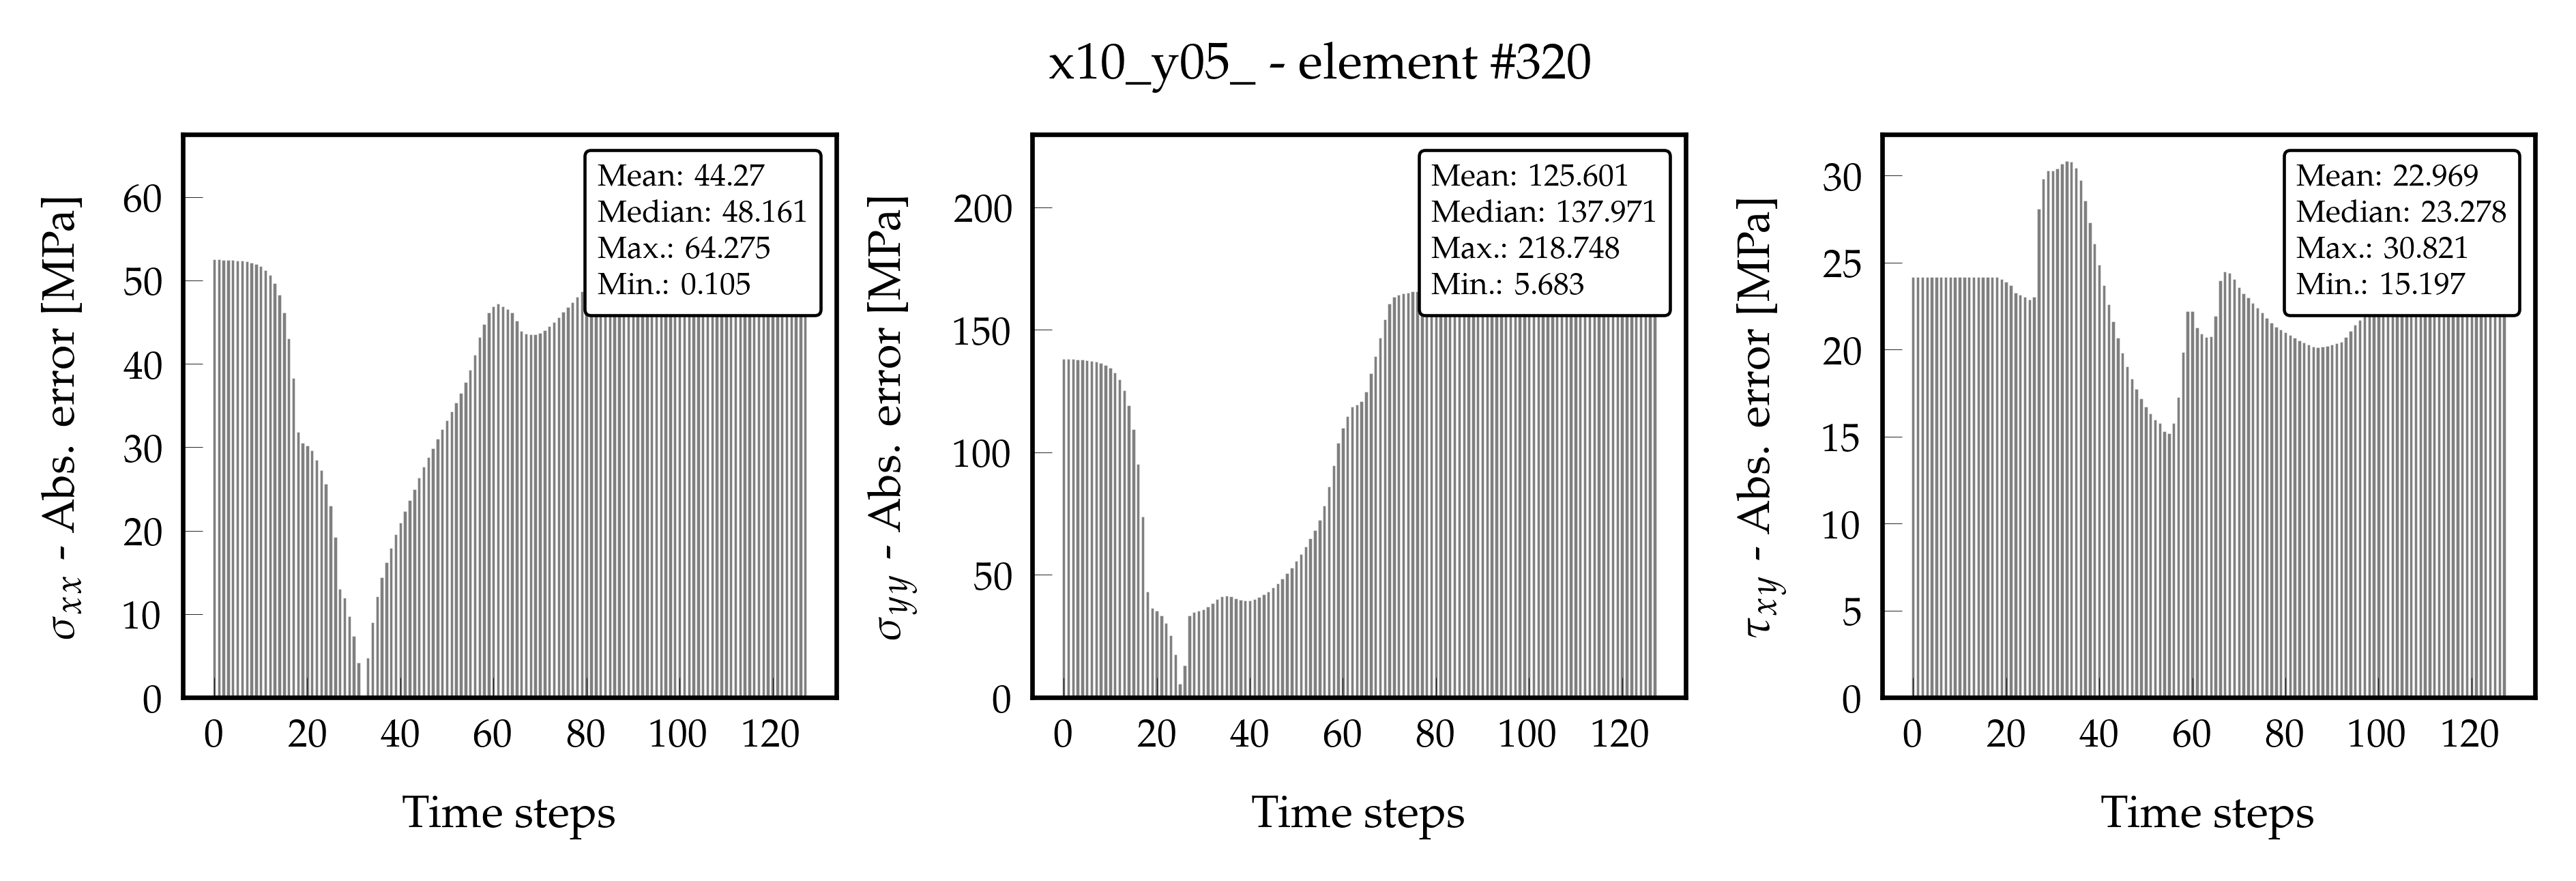 x10_y05_ - element #320
σxx - Abs. error [MPa]
60
50
40
30
20
10
0
0 20 40 60 80 100 120
Time steps
Mean: 44.27
Median: 48.161
Max.: 64.275
Min.: 0.105
σyy - Abs. error [MPa]
200
150
100
50
0
0 20 40 60 80 100 120
Time steps
Mean: 125.601
Median: 137.971
Max.: 218.748
Min.: 5.683
τxy - Abs. error [MPa]
30
25
20
15
10
5
0
0 20 40 60 80 100 120
Time steps
Mean: 22.969
Median: 23.278
Max.: 30.821
Min.: 15.197